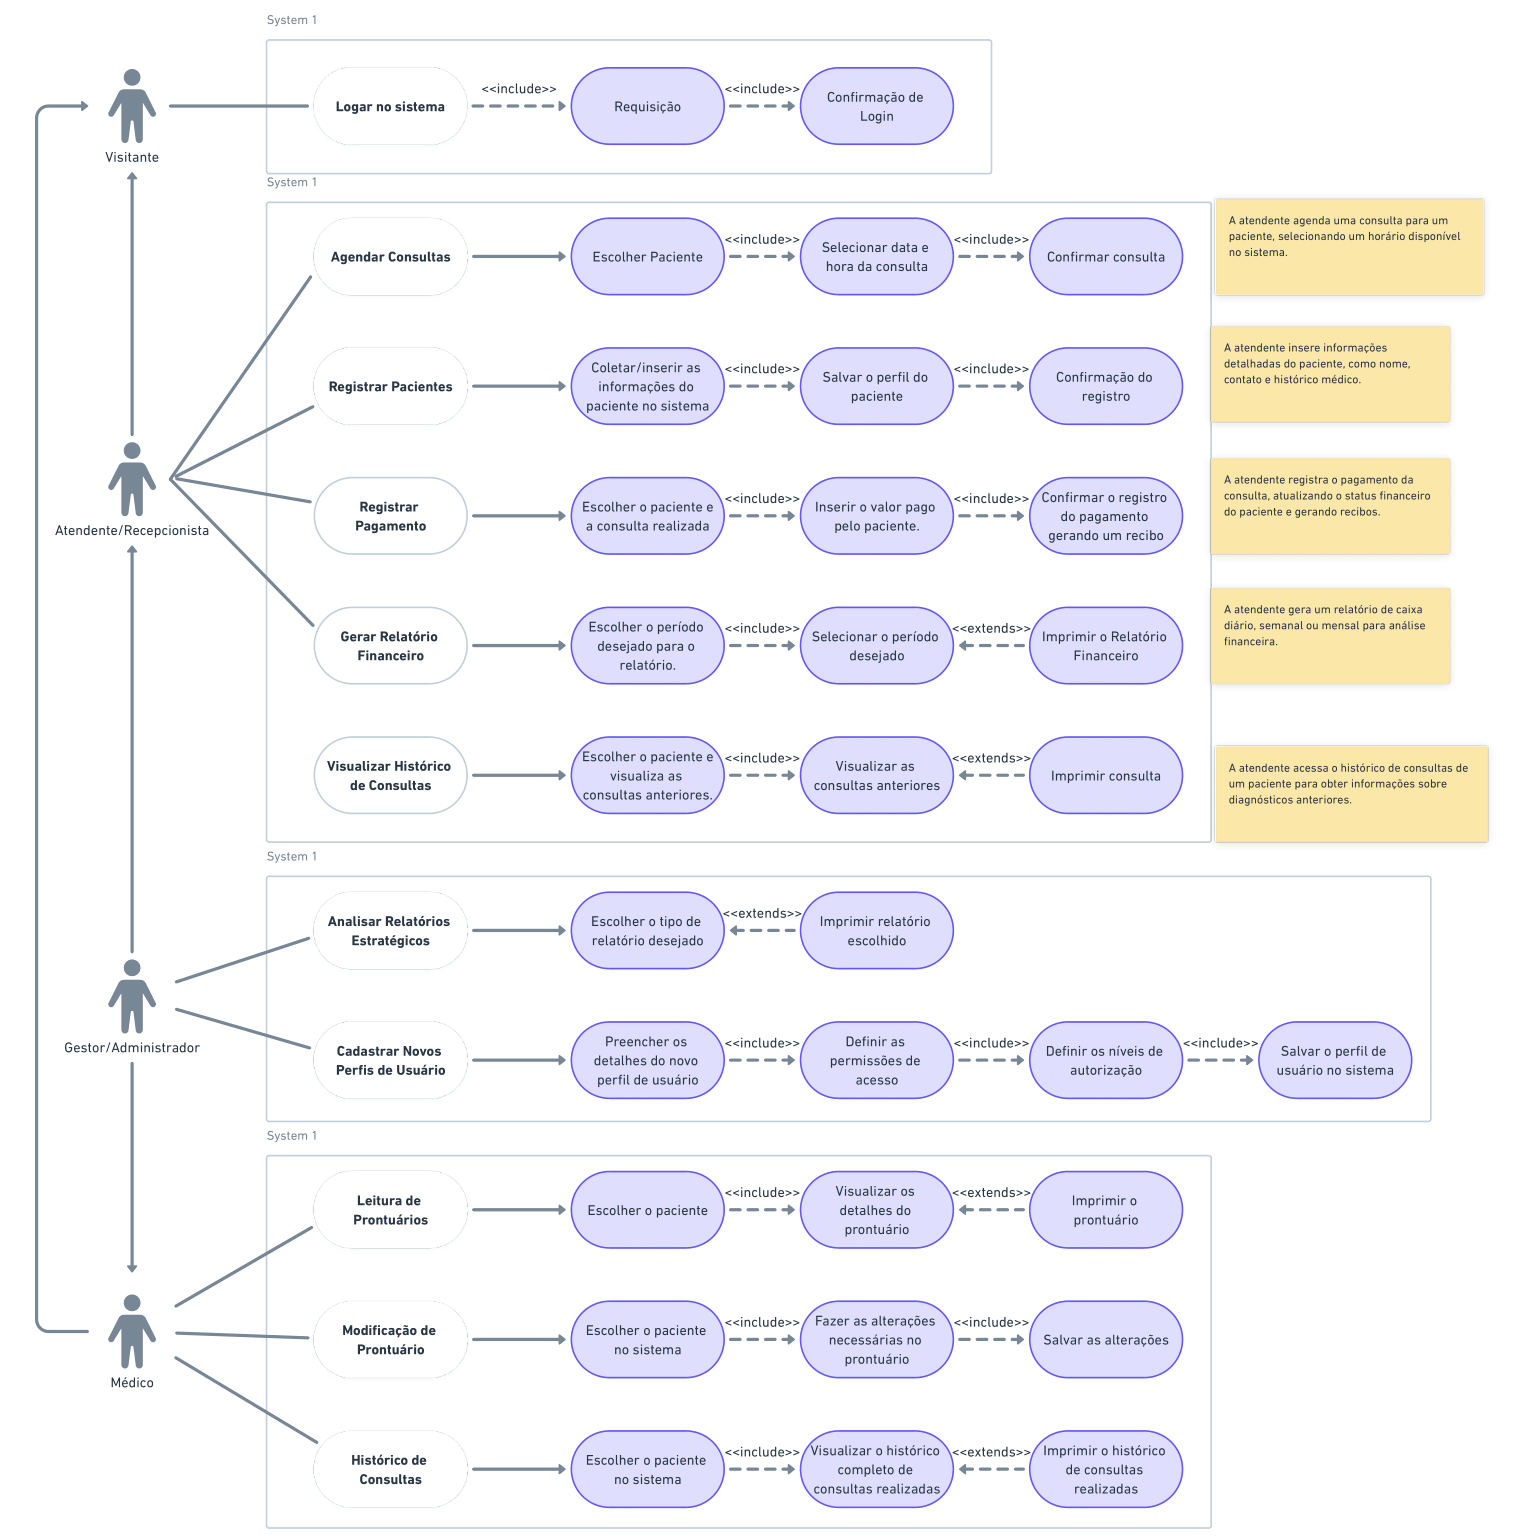 System 1
Visitante
Logar no sistema
<<include>>
Requisição
<<include>>
Confirmação de
Login
System 1
Atendente/Recepcionista
Agendar Consultas
Escolher Paciente
<<include>>
Selecionar data e
hora da consulta
<<include>>
Confirmar consulta
A atendente agenda uma consulta para um
paciente, selecionando um horário disponível
no sistema.
Registrar Pacientes
Coletar/inserir as
informações do
paciente no sistema
<<include>>
Salvar o perfil do
paciente
<<include>>
Confirmação do
registro
A atendente insere informações
detalhadas do paciente, como nome,
contato e histórico médico.
Registrar
Pagamento
Escolher o paciente e
a consulta realizada
<<include>>
Inserir o valor pago
pelo paciente.
<<include>>
Confirmar o registro
do pagamento
gerando um recibo
A atendente registra o pagamento da
consulta, atualizando o status financeiro
do paciente e gerando recibos.
Gerar Relatório
Financeiro
Escolher o período
desejado para o
relatório.
<<include>>
Selecionar o período
desejado
<<extends>>
Imprimir o Relatório
Financeiro
A atendente gera um relatório de caixa
diário, semanal ou mensal para análise
financeira.
Visualizar Histórico
de Consultas
Escolher o paciente e
visualiza as
consultas anteriores.
<<include>>
Visualizar as
consultas anteriores
<<extends>>
Imprimir consulta
A atendente acessa o histórico de consultas de
um paciente para obter informações sobre
diagnósticos anteriores.
System 1
Gestor/Administrador
Analisar Relatórios
Estratégicos
Escolher o tipo de
relatório desejado
<<extends>>
Imprimir relatório
escolhido
Cadastrar Novos
Perfis de Usuário
Preencher os
detalhes do novo
perfil de usuário
<<include>>
Definir as
permissões de
acesso
<<include>>
Definir os níveis de
autorização
<<include>>
Salvar o perfil de
usuário no sistema
System 1
Médico
Leitura de
Prontuários
Escolher o paciente
<<include>>
Visualizar os
detalhes do
prontuário
<<extends>>
Imprimir o
prontuário
Modificação de
Prontuário
Escolher o paciente
no sistema
<<include>>
Fazer as alterações
necessárias no
prontuário
<<include>>
Salvar as alterações
Histórico de
Consultas
Escolher o paciente
no sistema
<<include>>
Visualizar o histórico
completo de
consultas realizadas
<<extends>>
Imprimir o histórico
de consultas
realizadas